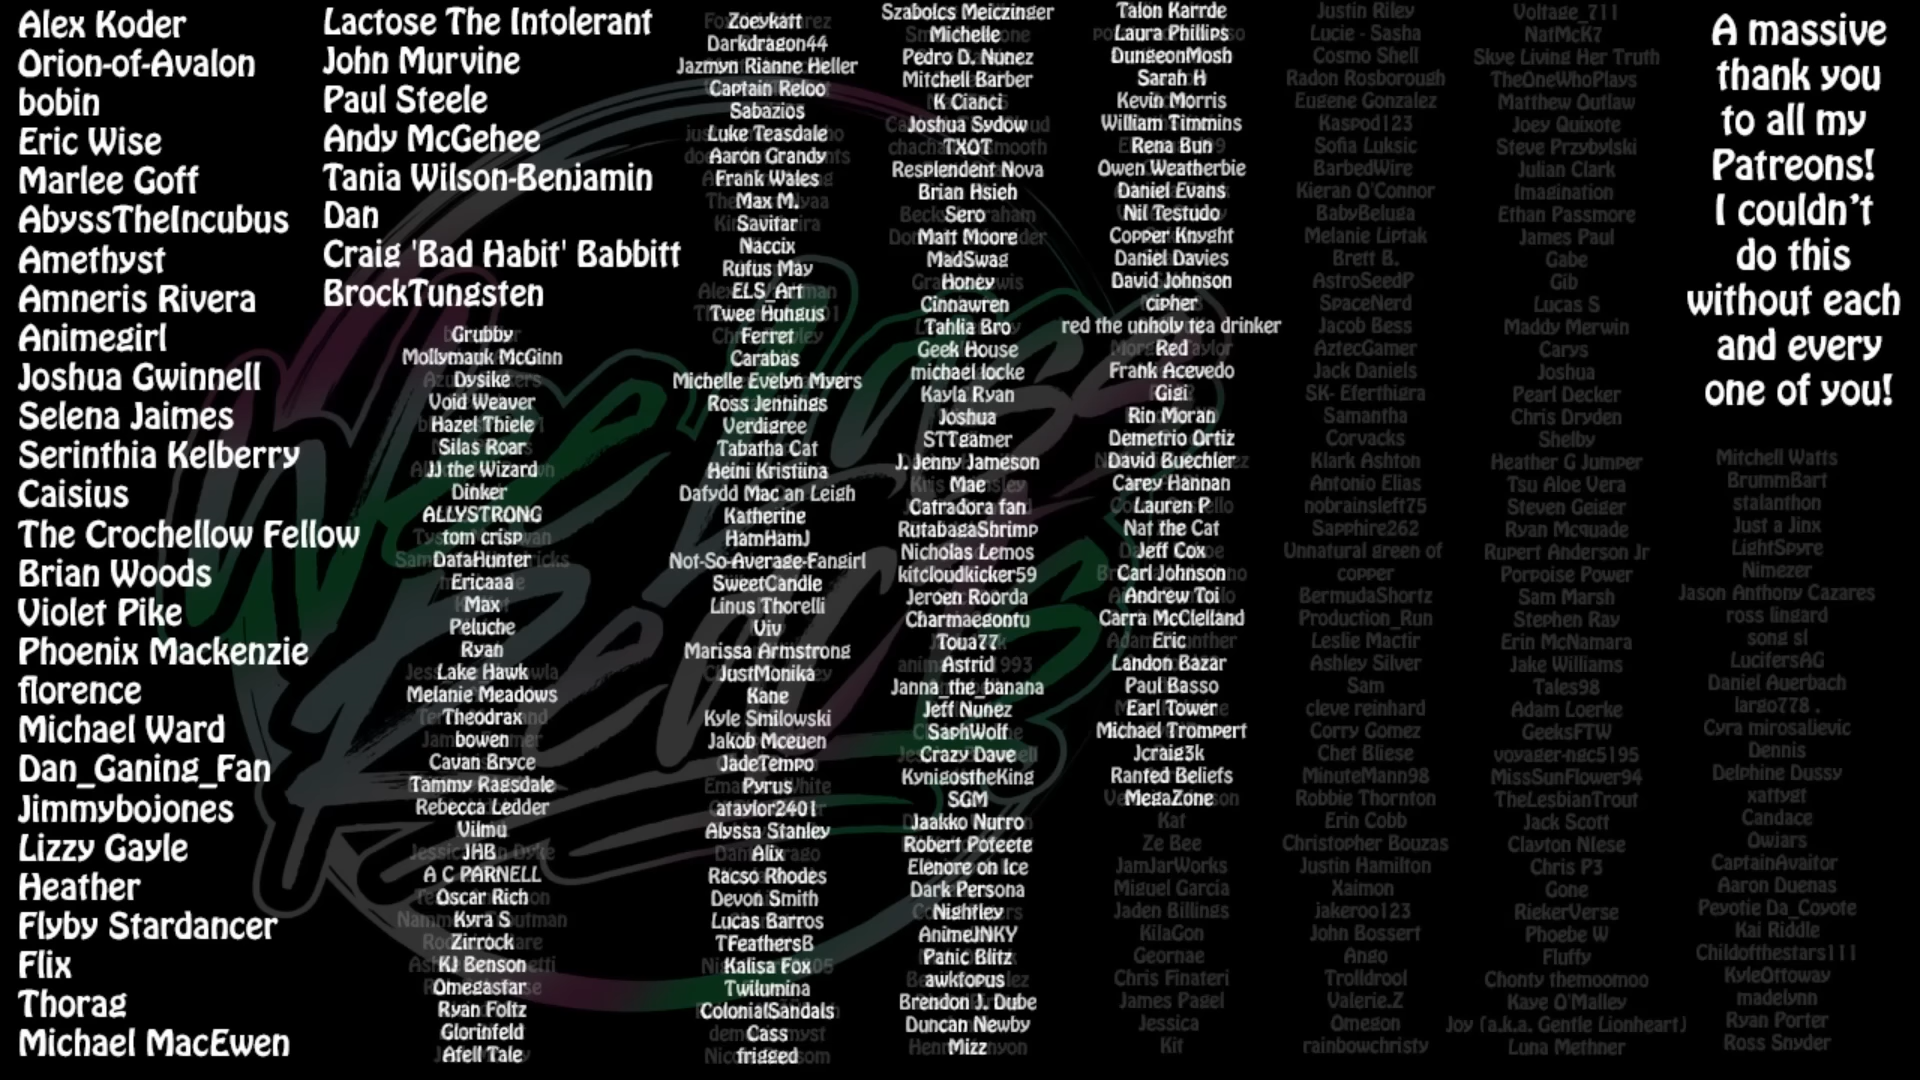 Alex Koder
Orion-of-Avalon
bobin
Eric Wise
Marlee Goff
AbyssTheIncubus
Amethyst
Amneris Rivera
Animegirl
Joshua Gwinnell
Selena Jaimes
Serinthia Kelberry
Caisius
The Crochellow Fellow
Brian Woods
Violet Pike
Phoenix Mackenzie
florence
Michael Ward
Dan_Ganing_Fan
Jimmybojones
Lizzy Gayle
Heather
Flyby Stardancer
Flix
Thorag
Michael MacEwen
Lactose The Intolerant
John Murvine
Paul Steele
Andy McGehee
Tania Wilson-Benjamin
Dan
Craig 'Bad Habit' Babbitt
BrockTungsten
Grubby
Mollymauk McGinn
Dysike
Void Weaver
Hazel Thiele
Silas Roar
JJ the Wizard
Dinker
ALLYSTRONG
tom crisp
DataHunter
Ericaaa
Max
Peluche
Ryan
Lake Hawk
Melanie Meadows
Theodrax
bowen
Cavan Bryce
Tammy Ragsdale
Rebecca Ledder
Vilmu
JHB
A C PARNELL
Oscar Rich
Kyra S
Zirrock
KJ Benson
Omegastar
Ryan Foltz
Glorinfeld
Afell Tale
Zoeykatt
Darkdragon44
Jazmyn Rianne Heller
Captain Reloo
Sabazios
Luke Teasdale
Aaron Grandy
Frank Wales
Max M.
Savitar
Naccix
Rufus May
ELS_Art
Twee Hungus
Ferret
Carabas
Michelle Evelyn Myers
Ross Jennings
Verdigree
Tabatha Cat
Heini Kristiina
Dafydd Mac an Leigh
Katherine
HamHamJ
Not-So-Average-Fangirl
SweetCandle
Linus Thorelli
Viv
Marissa Armstrong
JustMonika
Kane
Kyle Smilowski
Jakob Mceuen
JadeTempo
Pyrus
ataylor2401
Alyssa Stanley
Alix
Racso Rhodes
Devon Smith
Lucas Barros
TFeathersB
Kalisa Fox
Twilumina
ColonialSandals
Cass
frigged
Szabolcs Meiczinger
Michelle
Pedro D. Nunez
Mitchell Barber
K Cianci
Joshua Sydow
TXOT
Resplendent Nova
Brian Hsieh
Sero
Matt Moore
MadSwag
Honey
Cinnawren
Tahlia Bro
Geek House
michael locke
Kayla Ryan
Joshua
STTgamer
J. Jenny Jameson
Mae
Catradora fan
RutabagaShrimp
Nicholas Lemos
kitcloudkicker59
Jeroen Roorda
Charmaegontu
Toua77
Astrid
Janna_the_banana
Jeff Nunez
SaphWolf
Crazy Dave
KynigostheKing
SGM
Jaakko Nurro
Robert Poteete
Elenore on Ice
Dark Persona
Nightley
AnimeJNKY
Panic Blitz
awktopus
Brendon J. Dube
Duncan Newby
Mizz
Talon Karrde
Laura Phillips
DungeonMosh
Sarah H
Kevin Morris
William Timmins
Rena Bun
Owen Weatherbie
Daniel Evans
Nil Testudo
Copper Knyght
Daniel Davies
David Johnson
cipher
red the unholy tea drinker
Red
Frank Acevedo
Gigi
Rin Moran
Demetrio Ortiz
David Buechler
Carey Hannan
Lauren P
Nat the Cat
Jeff Cox
Carl Johnson
Andrew Toi
Carra McClelland
Eric
Landon Bazar
Paul Basso
Earl Tower
Michael Trompert
Jcraig3k
Ranted Beliefs
MegaZone
Kat
Ze Bee
JamJarWorks
Miguel Garcia
Jaden Billings
KilaGon
Geornae
Chris Finateri
James Pagel
Jessica
Kit
Justin Riley
Lucie - Sasha
Cosmo Shell
Radon Rosborough
Eugene Gonzalez
Kaspod123
Sofia Luksic
BarbedWire
Kieran O'Connor
BabyBeluga
Melanie Liptak
Brett B.
AstroSeedP
SpaceNerd
Jacob Bess
AztecGamer
Jack Daniels
SK- Eferthigra
Samantha
Corvacks
Klark Ashton
Antonio Elias
nobrainsleft75
Sapphire262
Unnatural green of
copper
BermudaShortz
Production_Run
Leslie Mactir
Ashley Silver
Sam
cleve reinhard
Corry Gomez
Chet Bliese
MinuteMann98
Robbie Thornton
Erin Cobb
Christopher Bouzas
Justin Hamilton
Xaimon
jakeroo123
John Bossert
Ango
Trolldrool
Valerie.Z
Omegon
rainbowchristy
Voltage_711
NatMcK7
Skye Living Her Truth
TheOneWhoPlays
Matthew Outlaw
Joey Quixote
Steve Przybylski
Julian Clark
Imagination
Ethan Passmore
James Paul
Gabe
Gib
Lucas S
Maddy Merwin
Carys
Joshua
Pearl Decker
Chris Dryden
Shelby
Heather G Jumper
Tsu Aloe Vera
Steven Geiger
Ryan Mcquade
Rupert Anderson Jr
Porpoise Power
Sam Marsh
Stephen Ray
Erin McNamara
Jake Williams
Tales98
Adam Loerke
GeeksFTW
voyager-ngc5195
MissSunFlower94
TheLesbianTrout
Jack Scott
Clayton Nlese
Chris P3
Gone
RiekerVerse
Phoebe W
Fluffy
Chonty themoomoo
Kaye O'Malley
Joy (a.k.a. Gentle Lionheart)
Luna Methner
A massive
thank you
to all my
Patreons!
I couldn't
do this
without each
and every
one of you!
Mitchell Watts
BrummBart
stalanthon
Just a Jinx
LightSpyre
Nimezer
Jason Anthony Cazares
ross lingard
song sl
LucifersAG
Daniel Auerbach
largo778 .
Cyra mirosalievic
Dennis
Delphine Dussy
xattygt
Candace
Owiars
CaptainAvaitor
Aaron Duenas
Peyotie Da_Coyote
Kai Riddle
Childofthestars111
KyleOttoway
madelynn
Ryan Porter
Ross Snyder